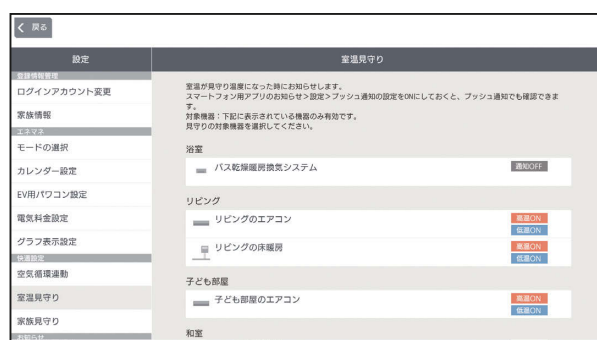 戻る
設定
室温見守り
登録情報管理
ログインアカウント変更
家族情報
エネマネ
モードの選択
カレンダー設定
EV用パワコン設定
電気料金設定
グラフ表示設定
快適設定
空気循環連動
室温見守り
家族見守り
お知らせ
室温が見守り温度になった時にお知らせします。
スマートフォン用アプリのお知らせ>設定>プッシュ通知の設定をONにしておくと、プッシュ通知でも確認できま
す。
対象機器：下記に表示されている機器のみ有効です。
見守りの対象機器を選択してください。
浴室
バス乾燥暖房換気システム
通知OFF
リビング
リビングのエアコン
高温ON
低温ON
リビングの床暖房
高温ON
低温ON
子ども部屋
子ども部屋のエアコン
高温ON
低温ON
和室